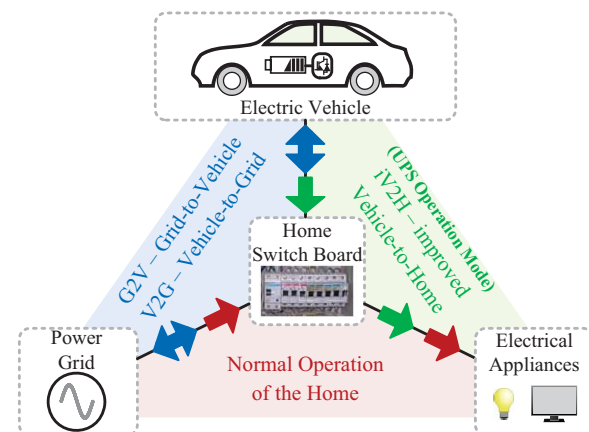 Electric Vehicle
G2V – Grid-to-Vehicle
V2G – Vehicle-to-Grid
(UPS Operation Mode)
iV2H – improved
Vehicle-to-Home
Home
Switch Board
Power
Grid
Normal Operation
of the Home
Electrical
Appliances